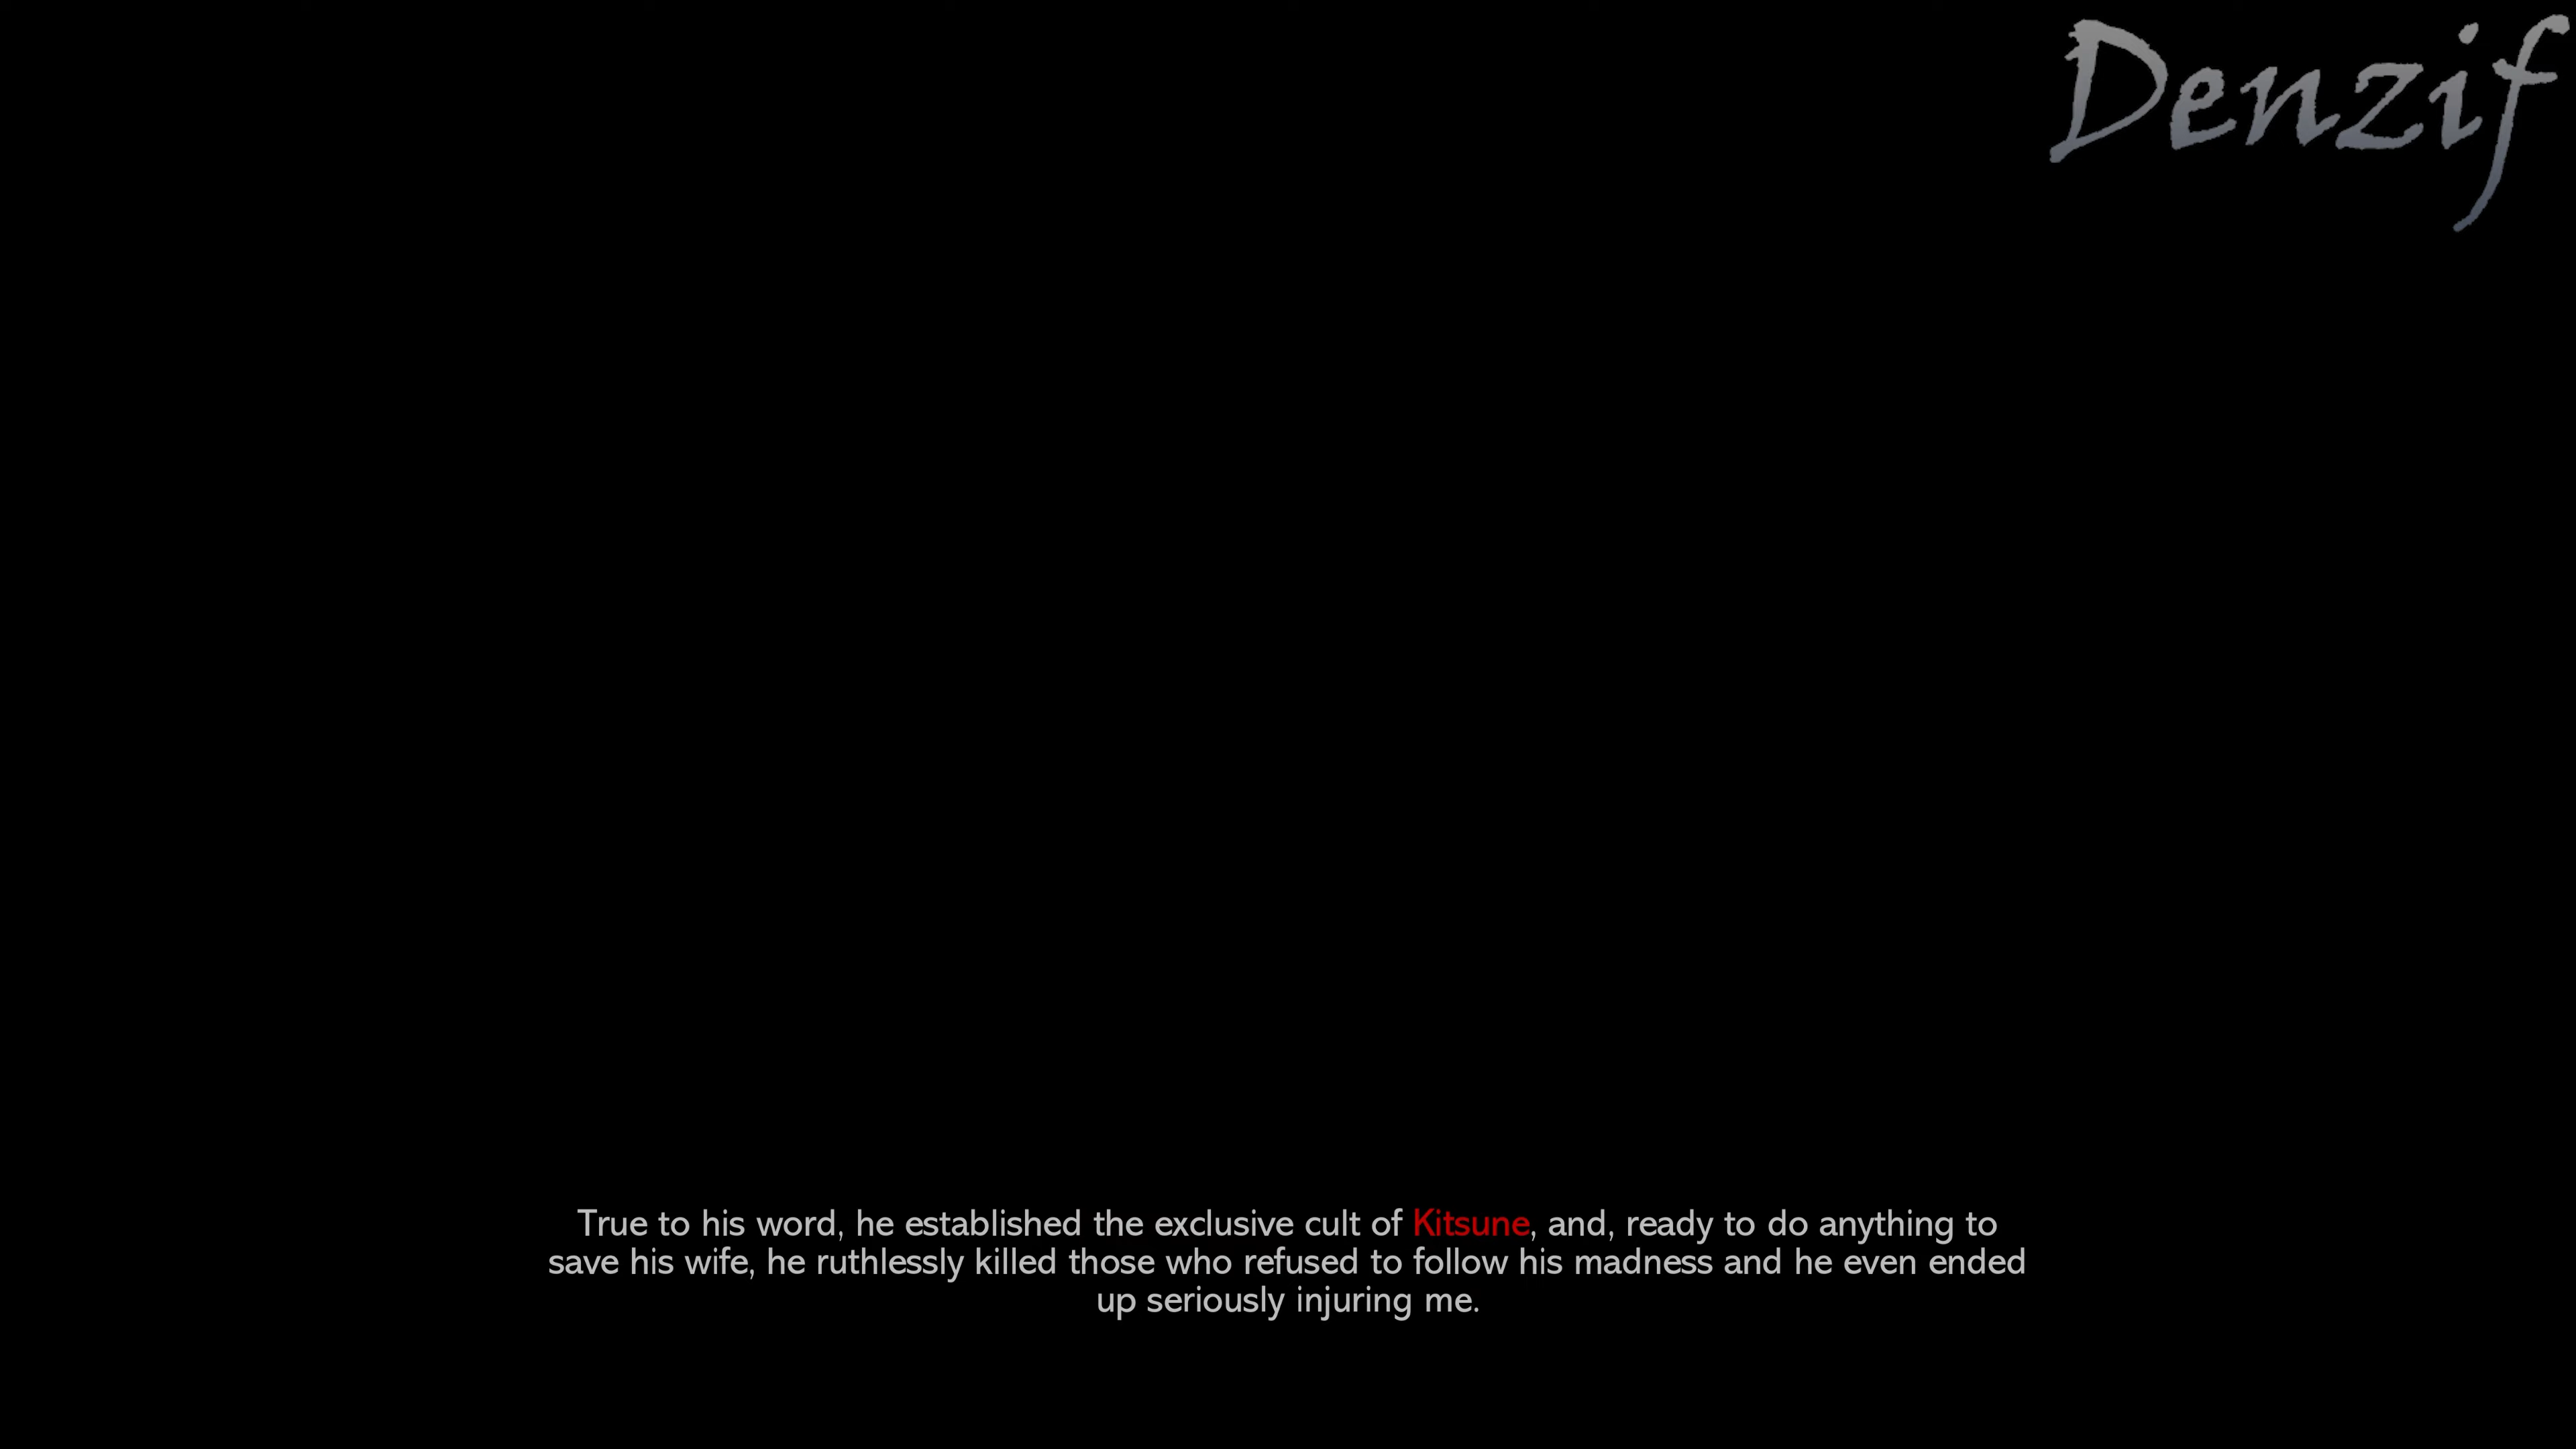 Denzif
True to his word, he established the exclusive cult of Kitsune, and, ready to do anything to
save his wife, he ruthlessly killed those who refused to follow his madness and he even ended
up seriously injuring me.